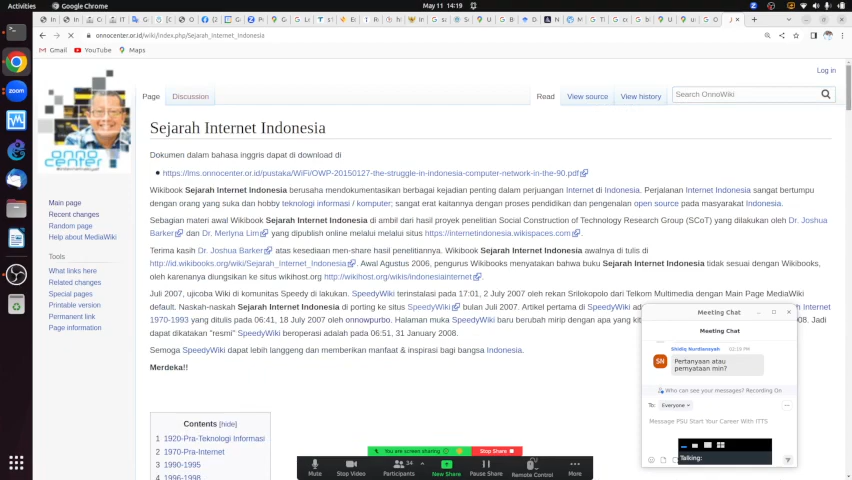 Activities
Google Chrome
May 11 14:19
onnocenter.or.id/wiki/index.php/Sejarah_Internet_Indonesia
Gmail
YouTube
Maps
Log in
Page
Discussion
Read
View source
View history
Search OnnoWiki
onno
center
Sejarah Internet Indonesia
Dokumen dalam bahasa inggris dapat di download di
https://lms.onnocenter.or.id/pustaka/WiFi/OWP-20150127-the-struggle-in-indonesia-computer-network-in-the-90.pdf
Wikibook Sejarah Internet Indonesia berusaha mendokumentasikan berbagai kejadian penting dalam perjuangan Internet di Indonesia. Perjalanan Internet Indonesia sangat bertumpu
dengan orang yang suka dan hobby teknologi informasi / komputer; sangat erat kaitannya dengan proses pendidikan dan pengenalan open source pada masyarakat Indonesia.
Sebagian materi awal Wikibook Sejarah Internet Indonesia di ambil dari hasil proyek penelitian Social Construction of Technology Research Group (SCoT) yang dilakukan oleh Dr. Joshua
Barker dan Dr. Merlyna Lim yang dipublish online melalui melalui situs https://internetindonesia.wikispaces.com.
Terima kasih Dr. Joshua Barker atas kesediaan men-share hasil penelitiannya. Wikibook Sejarah Internet Indonesia awalnya di tulis di
http://id.wikibooks.org/wiki/Sejarah_Internet_Indonesia. Awal Agustus 2006, pengurus Wikibooks menyatakan bahwa buku Sejarah Internet Indonesia tidak sesuai dengan Wikibooks,
oleh karenanya diungsikan ke situs wikihost.org http://wikihost.org/wikis/indonesiainternet.
Juli 2007, ujicoba Wiki di komunitas Speedy di lakukan. SpeedyWiki terinstalasi pada 17:01, 2 July 2007 oleh rekan Srilokopolo dari Telkom Multimedia dengan Main Page MediaWiki
default. Naskah-naskah Sejarah Internet Indonesia di porting ke situs SpeedyWiki bulan Juli 2007. Artikel pertama di SpeedyWiki ad Internet
1970-1993 yang ditulis pada 06:41, 18 July 2007 oleh onnowpurbo. Halaman muka SpeedyWiki baru berubah mirip dengan apa yang 008. Jadi
dapat dikatakan "resmi" SpeedyWiki beroperasi adalah pada 06:51, 31 January 2008.
Semoga SpeedyWiki dapat lebih langgeng dan memberikan manfaat & inspirasi bagi bangsa Indonesia.
Merdeka!!
Contents [hide]
1 1920-Pra-Teknologi Informasi
2 1970-Pra-Internet
3 1990-1995
4 1996-1998
Main page
Recent changes
Random page
Help about MediaWiki
Tools
What links here
Related changes
Special pages
Printable version
Permanent link
Page information
Meeting Chat
Meeting Chat
Shidiq Nurdiansyah 02:19 PM
SN
Pertanyaan atau
pernyataan min?
Who can see your messages? Recording On
To: Everyone
Message PSU Start Your Career With ITTS
Talking:
You are screen sharing
Stop Share
Mute
Stop Video
34
Participants
New Share
Pause Share
Remote Control
More
zoom